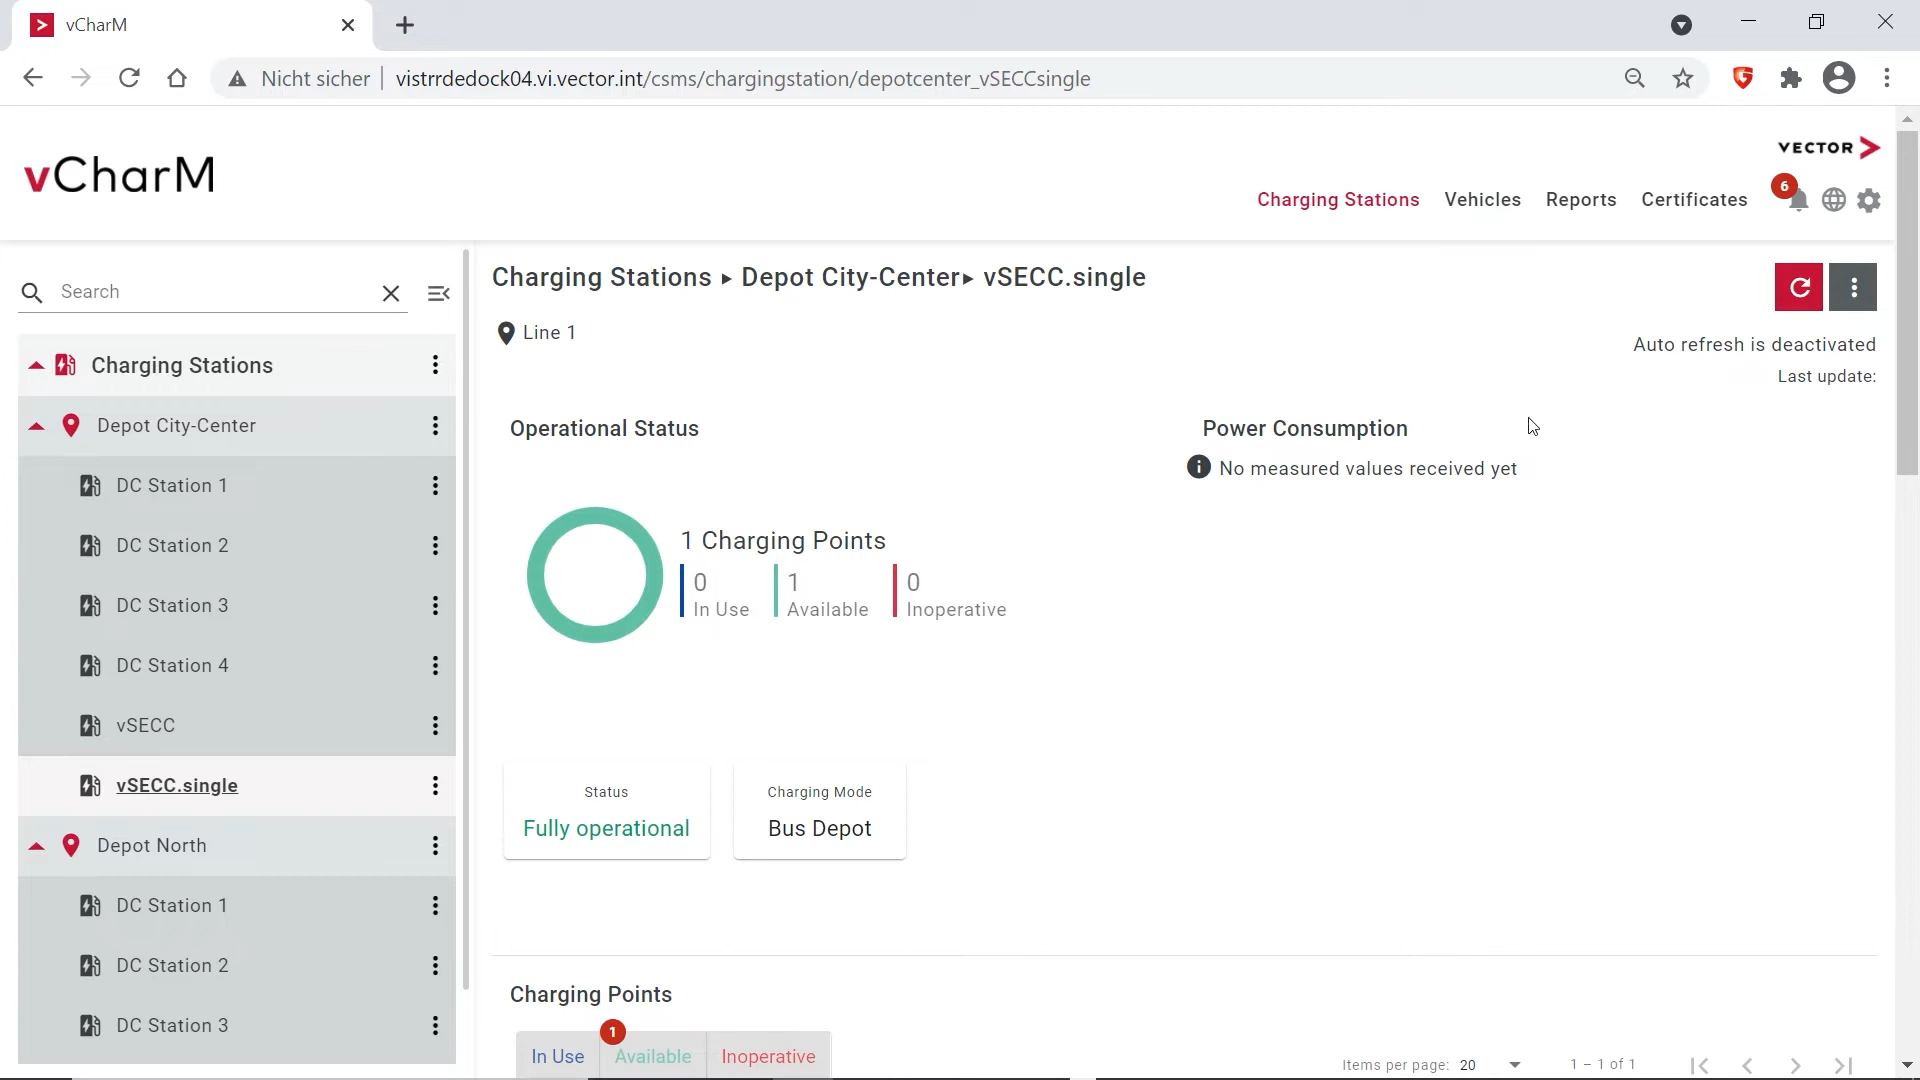 vCharM
Nicht sicher
vistrrdedock04.vi.vector.int/csms/chargingstation/depotcenter_vSECCsingle
VECTOR
vCharM
Charging Stations
Vehicles
Reports
Certificates
6
Search
Charging Stations
Depot City-Center
DC Station 1
DC Station 2
DC Station 3
DC Station 4
vSECC
vSECC.single
Depot North
DC Station 1
DC Station 2
DC Station 3
Charging Stations ▸ Depot City-Center▸ vSECC.single
Line 1
Auto refresh is deactivated
Last update:
Operational Status
1 Charging Points
0
In Use
1
Available
0
Inoperative
Power Consumption
No measured values received yet
Status
Fully operational
Charging Mode
Bus Depot
Charging Points
1
In Use
Available
Inoperative
Items per page: 20
1 – 1 of 1